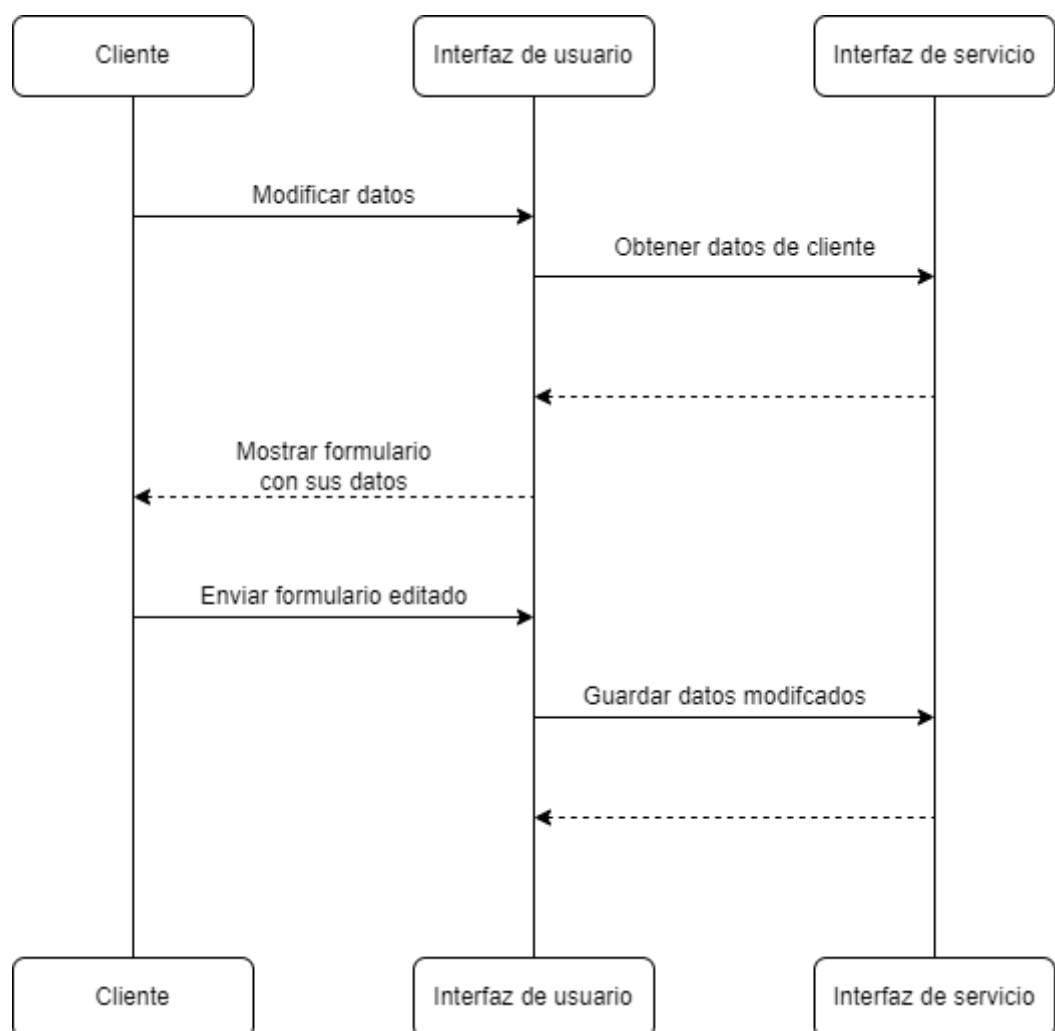 Cliente
Interfaz de usuario
Interfaz de servicio
Modificar datos
Obtener datos de cliente
Mostrar formulario
con sus datos
Enviar formulario editado
Guardar datos modifcados
Cliente
Interfaz de usuario
Interfaz de servicio